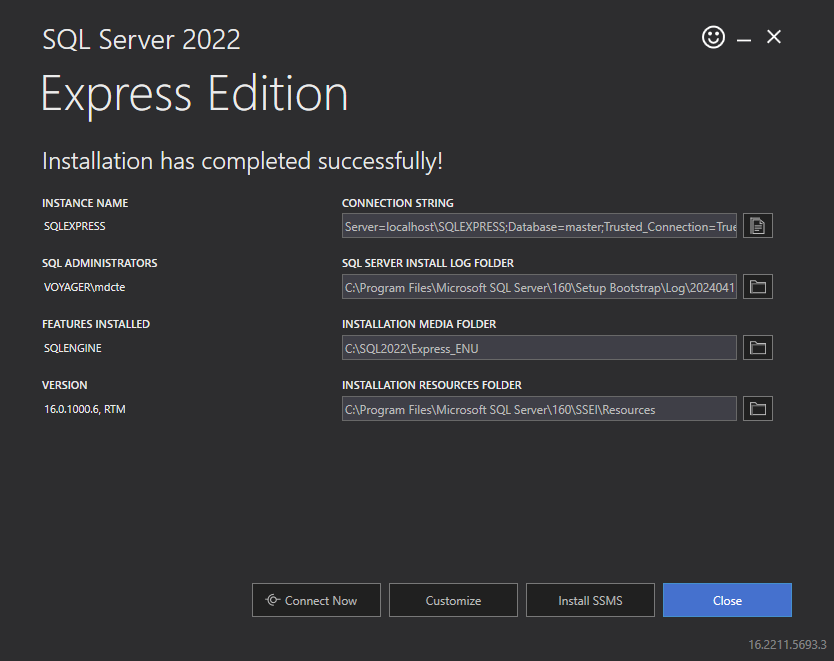 SQL Server 2022
Express Edition
Installation has completed successfully!
INSTANCE NAME
SQLEXPRESS
CONNECTION STRING
Server=localhost\SQLEXPRESS;Database=master;Trusted_Connection=True
SQL ADMINISTRATORS
VOYAGER\mdcte
SQL SERVER INSTALL LOG FOLDER
C:\Program Files\Microsoft SQL Server\160\Setup Bootstrap\Log\2024041
FEATURES INSTALLED
SQLENGINE
INSTALLATION MEDIA FOLDER
C:\SQL2022\Express_ENU
VERSION
16.0.1000.6, RTM
INSTALLATION RESOURCES FOLDER
C:\Program Files\Microsoft SQL Server\160\SSEI\Resources
Connect Now
Customize
Install SSMS
Close
16.2211.5693.3